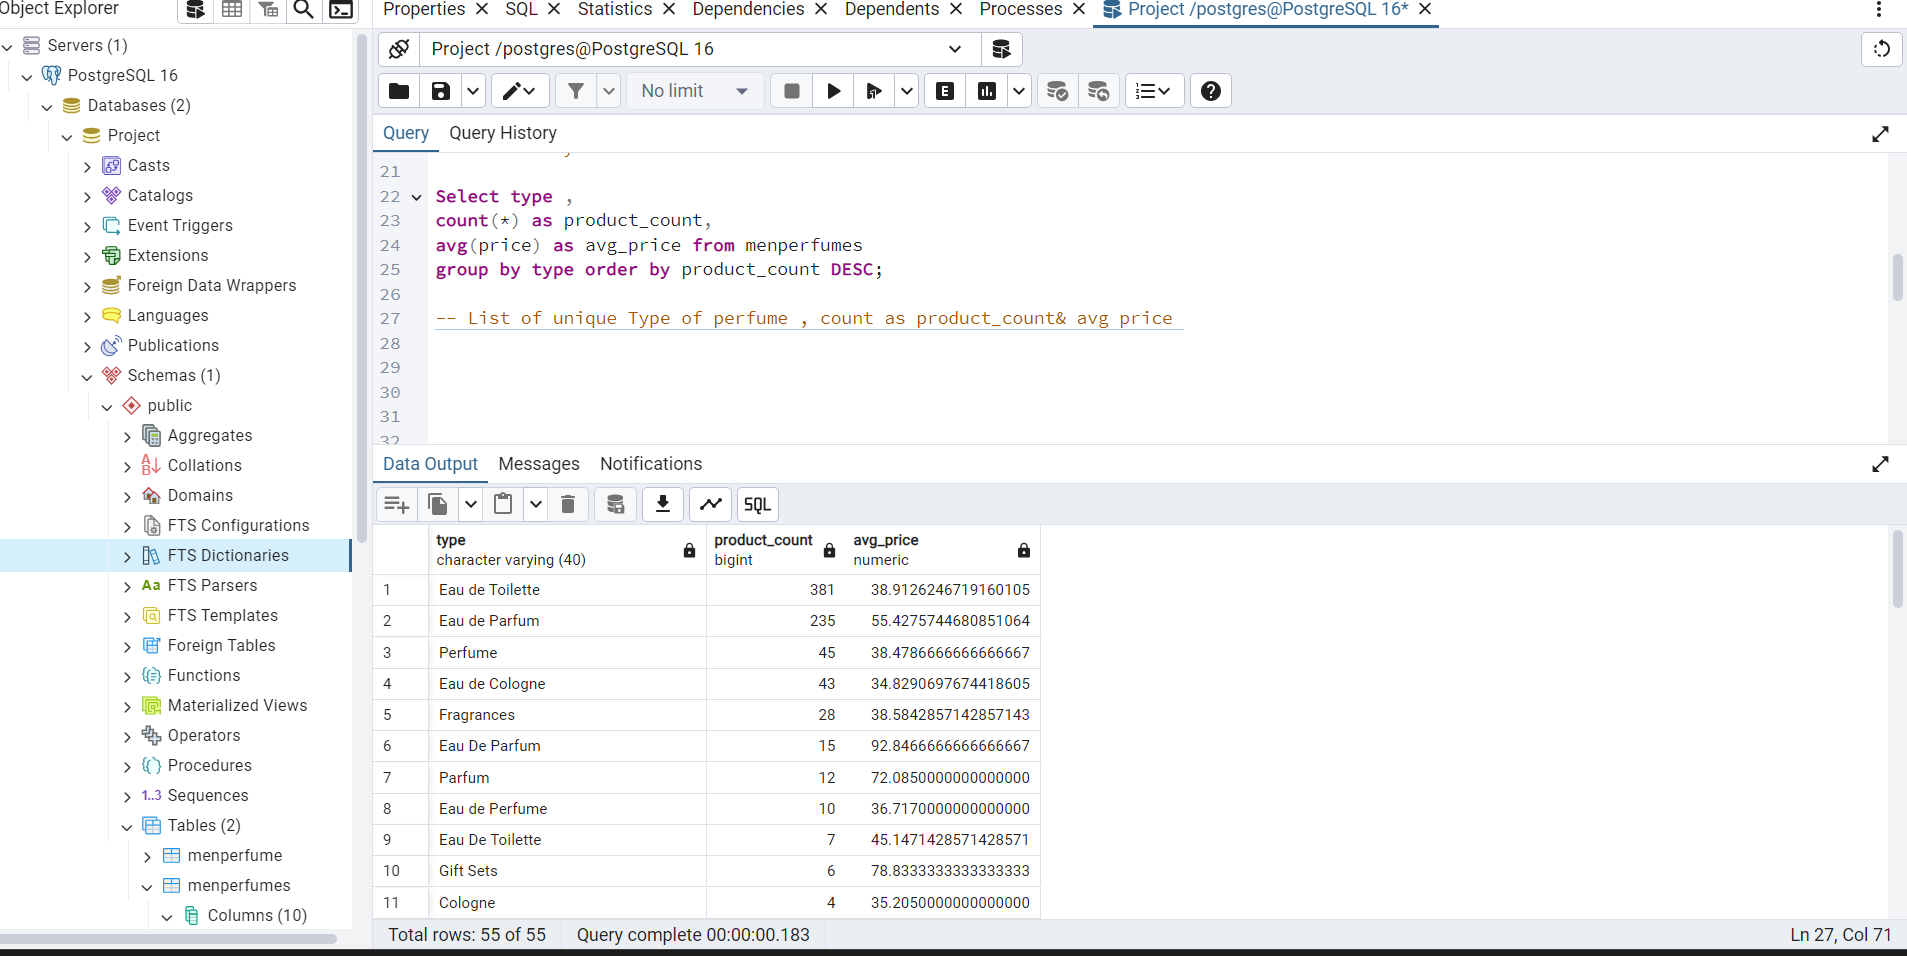 Object Explorer
Properties SQL Statistics Dependencies Dependents Processes Project /postgres@PostgreSQL 16*
Servers (1)
PostgreSQL 16
Databases (2)
Project
Casts
Catalogs
Event Triggers
Extensions
Foreign Data Wrappers
Languages
Publications
Schemas (1)
public
Aggregates
Collations
Domains
FTS Configurations
FTS Dictionaries
Aa FTS Parsers
FTS Templates
Foreign Tables
Functions
Materialized Views
Operators
Procedures
1..3 Sequences
Tables (2)
menperfume
menperfumes
Columns (10)
Project /postgres@PostgreSQL 16
No limit E
Query Query History
21
22 Select type ,
23 count(*) as product_count,
24 avg(price) as avg_price from menperfumes
25 group by type order by product_count DESC;
26
27 -- List of unique Type of perfume , count as product_count& avg price
28
29
30
31
32
Data Output Messages Notifications
SQL
type product_count avg_price
character varying (40) bigint numeric
1 Eau de Toilette 381 38.9126246719160105
2 Eau de Parfum 235 55.4275744680851064
3 Perfume 45 38.4786666666666667
4 Eau de Cologne 43 34.8290697674418605
5 Fragrances 28 38.5842857142857143
6 Eau De Parfum 15 92.8466666666666667
7 Parfum 12 72.0850000000000000
8 Eau de Perfume 10 36.7170000000000000
9 Eau De Toilette 7 45.1471428571428571
10 Gift Sets 6 78.8333333333333333
11 Cologne 4 35.2050000000000000
Total rows: 55 of 55 Query complete 00:00:00.183 Ln 27, Col 71